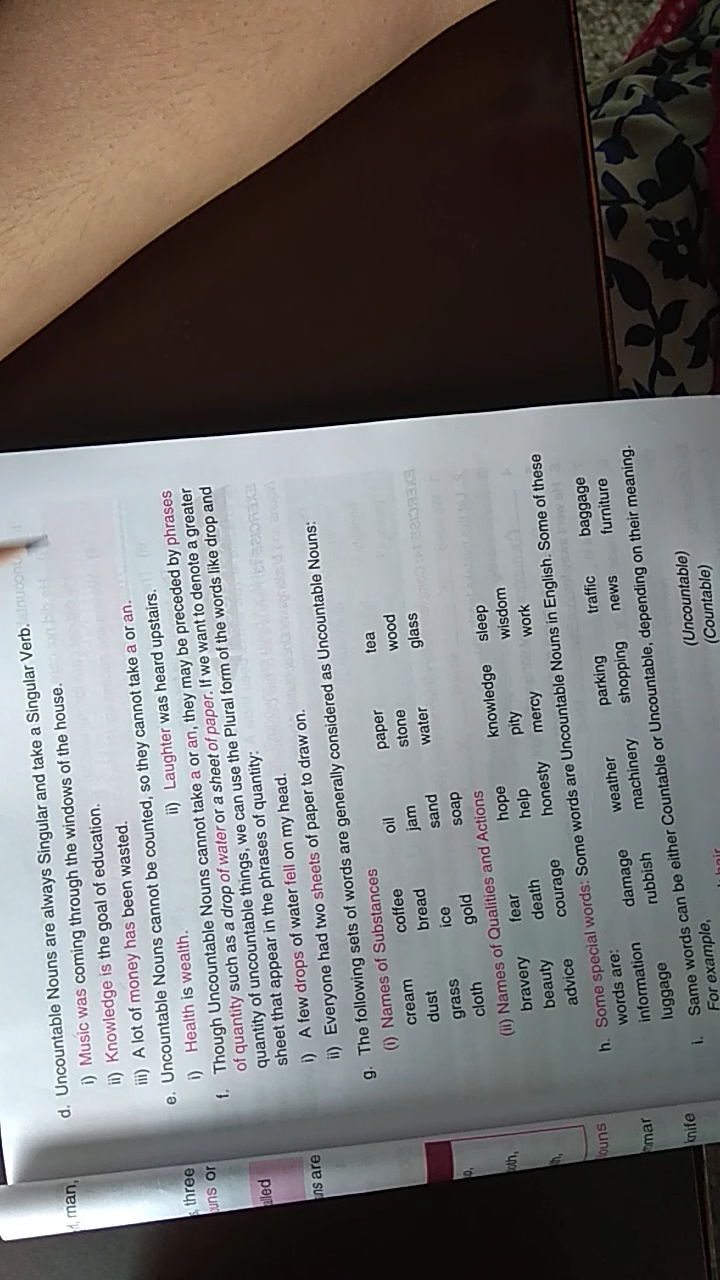 d. Uncountable Nouns are always Singular and take a Singular Verb.
i) Music was coming through the windows of the house.
ii) Knowledge is the goal of education.
iii) A lot of money has been wasted.
e. Uncountable Nouns cannot be counted, so they cannot take a or an.
i) Health is wealth. ii) Laughter was heard upstairs.
f. Though Uncountable Nouns cannot take a or an, they may be preceded by phrases
of quantity such as a drop of water or a sheet of paper. If we want to denote a greater
quantity of uncountable things, we can use the Plural form of the words like drop and
sheet that appear in the phrases of quantity:
i) A few drops of water fell on my head.
ii) Everyone had two sheets of paper to draw on.
g. The following sets of words are generally considered as Uncountable Nouns:
(i) Names of Substances
cream coffee oil paper tea
dust bread jam stone wood
grass ice sand water glass
cloth gold soap
(ii) Names of Qualities and Actions
bravery fear hope knowledge sleep
beauty death help pity wisdom
advice courage honesty mercy work
h. Some special words: Some words are Uncountable Nouns in English. Some of these
words are:
information damage weather parking traffic baggage
luggage rubbish machinery shopping news furniture
i. Same words can be either Countable or Uncountable, depending on their meaning.
For example,
(Uncountable)
(Countable)
hair
man,
three
or
ns are
ouns
mar
knife